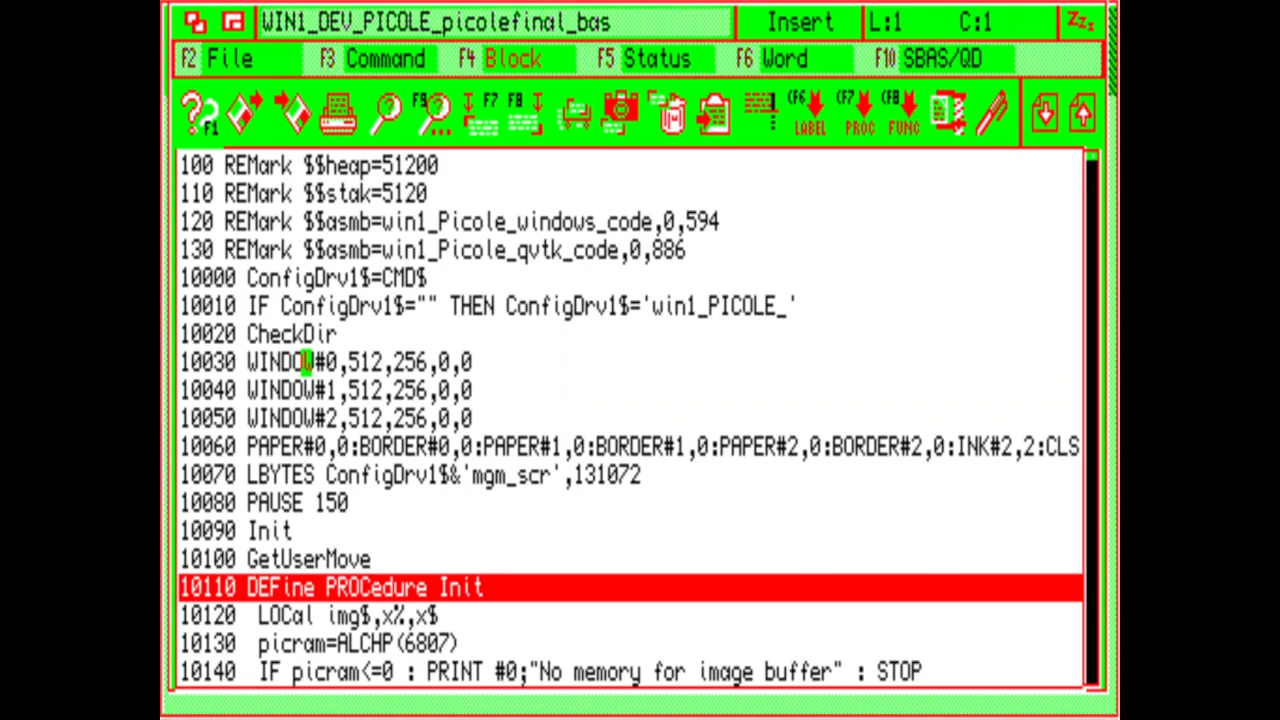 WIN1_DEV_PICOLE_picolefinal_bas Insert L:1 C:1 Zzz
F2 File F3 Command F4 Block F5 Status F6 Word F10 SBAS/QD
F1 F9 F7 F8 (F6 LABEL (F7 PROC (F8 FUNC
100 REMark $$heap=51200
110 REMark $$stak=5120
120 REMark $$asmb=win1_Picole_windows_code,0,594
130 REMark $$asmb=win1_Picole_qvtk_code,0,886
10000 ConfigDrv1$=CMD$
10010 IF ConfigDrv1$="" THEN ConfigDrv1$='win1_PICOLE_'
10020 CheckDir
10030 WINDOW#0,512,256,0,0
10040 WINDOW#1,512,256,0,0
10050 WINDOW#2,512,256,0,0
10060 PAPER#0,0:BORDER#0,0:PAPER#1,0:BORDER#1,0:PAPER#2,0:BORDER#2,0:INK#2,2:CLS
10070 LBYTES ConfigDrv1$&'mgm_scr',131072
10080 PAUSE 150
10090 Init
10100 GetUserMove
10110 DEFine PROCedure Init
10120 LOCal img$,x%,x$
10130 picram=ALCHP(6807)
10140 IF picram<=0 : PRINT #0;"No memory for image buffer" : STOP